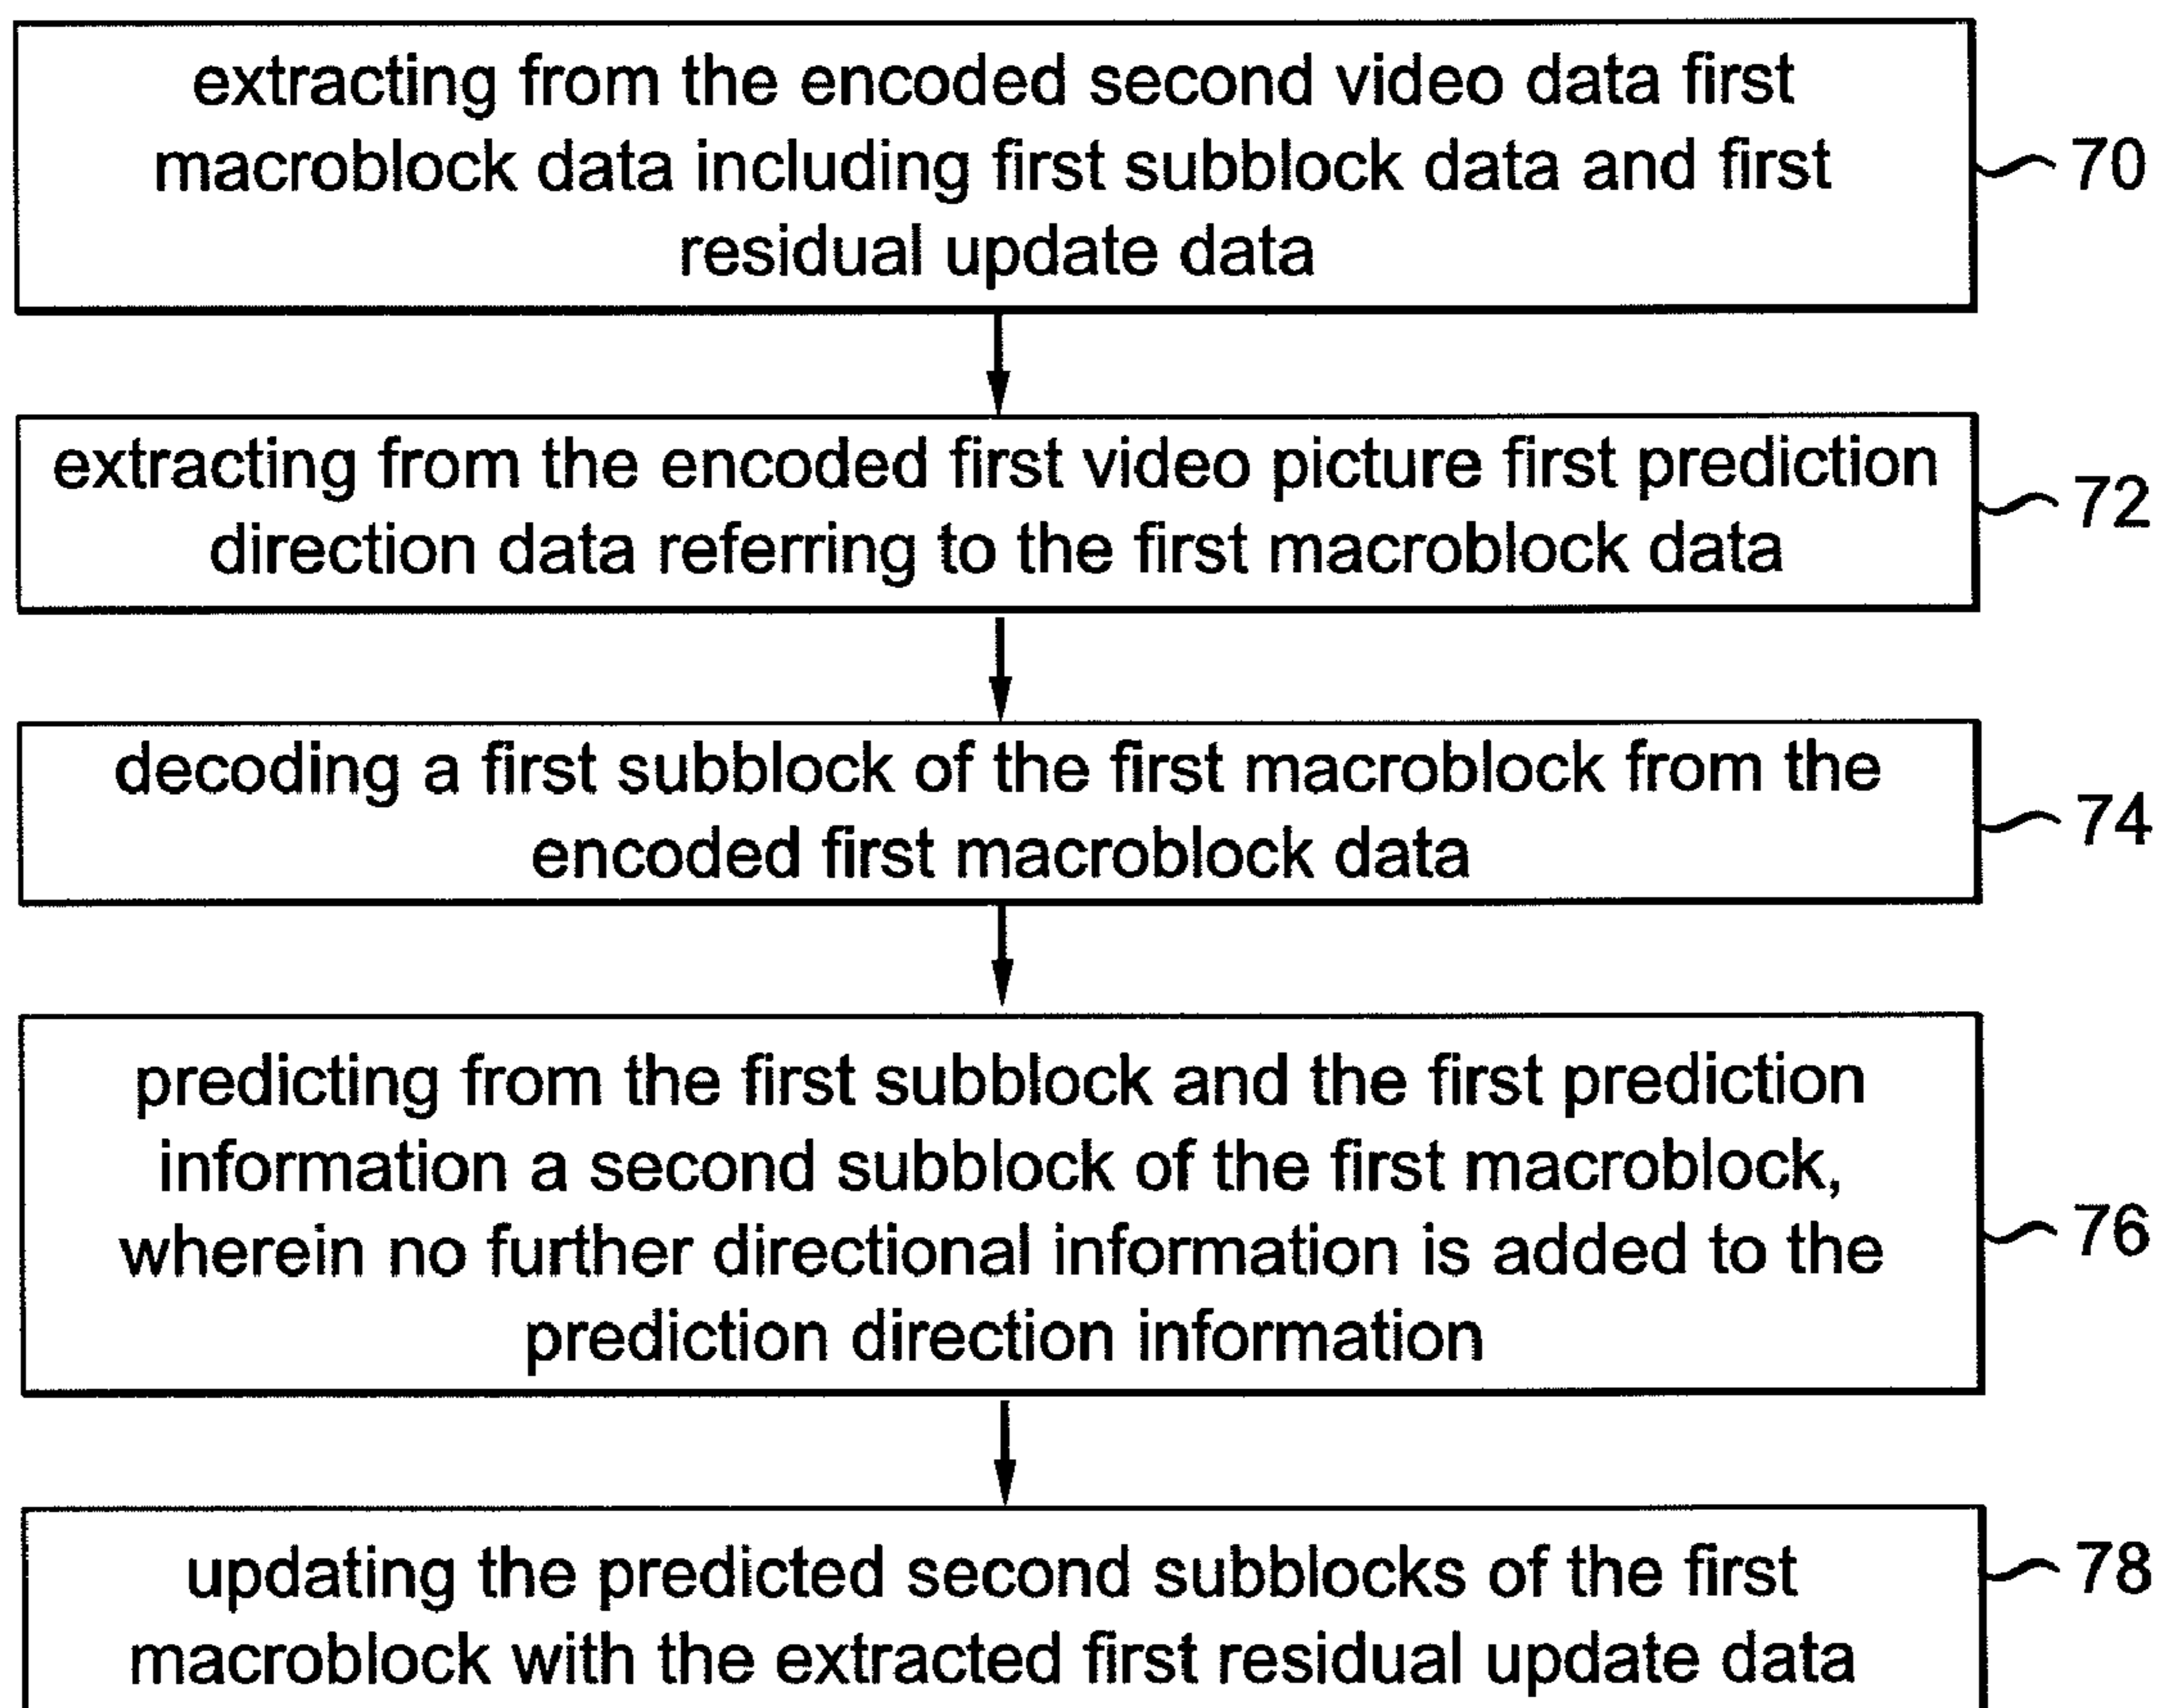 extracting from the encoded second video data first
macroblock data including first subblock data and first
residual update data
70
extracting from the encoded first video picture first prediction
direction data referring to the first macroblock data
72
decoding a first subblock of the first macroblock from the
encoded first macroblock data
74
predicting from the first subblock and the first prediction
information a second subblock of the first macroblock,
wherein no further directional information is added to the
prediction direction information
76
updating the predicted second subblocks of the first
macroblock with the extracted first residual update data
78